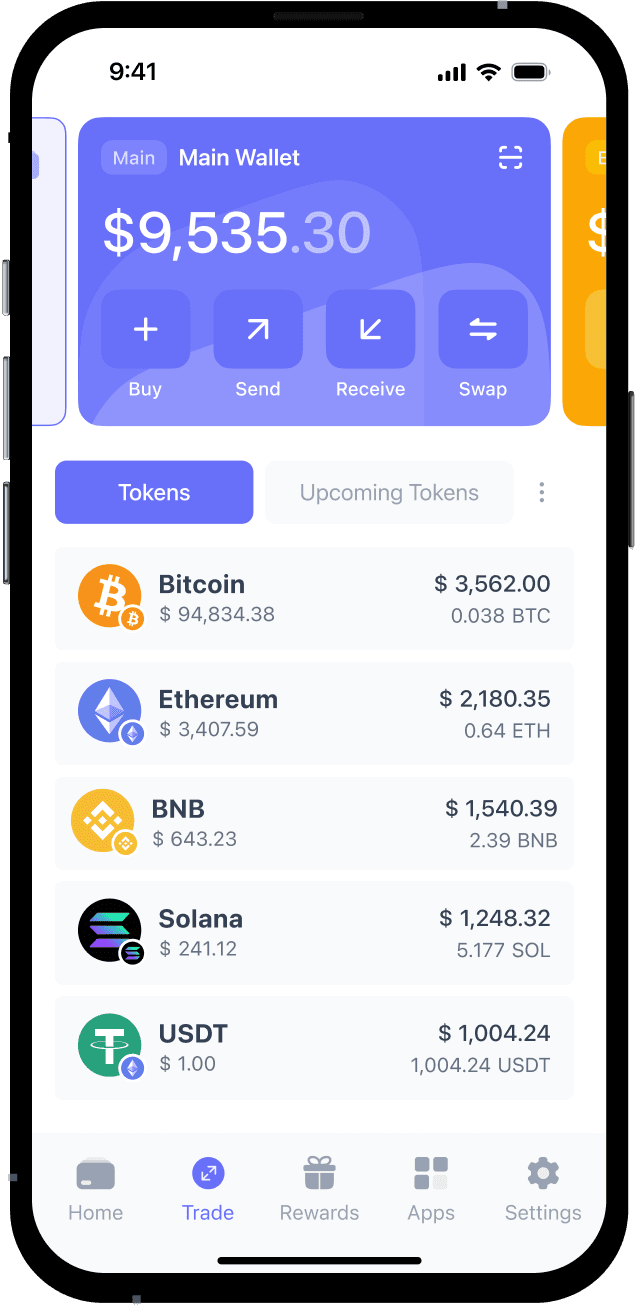 9:41
Main Main Wallet
$9,535.30
$
Buy Send Receive Swap
Tokens Upcoming Tokens
Bitcoin $ 3,562.00
$ 94,834.38 0.038 BTC
Ethereum $ 2,180.35
$ 3,407.59 0.64 ETH
BNB $ 1,540.39
$ 643.23 2.39 BNB
Solana $ 1,248.32
$ 241.12 5.177 SOL
USDT $ 1,004.24
$ 1.00 1,004.24 USDT
Home Trade Rewards Apps Settings